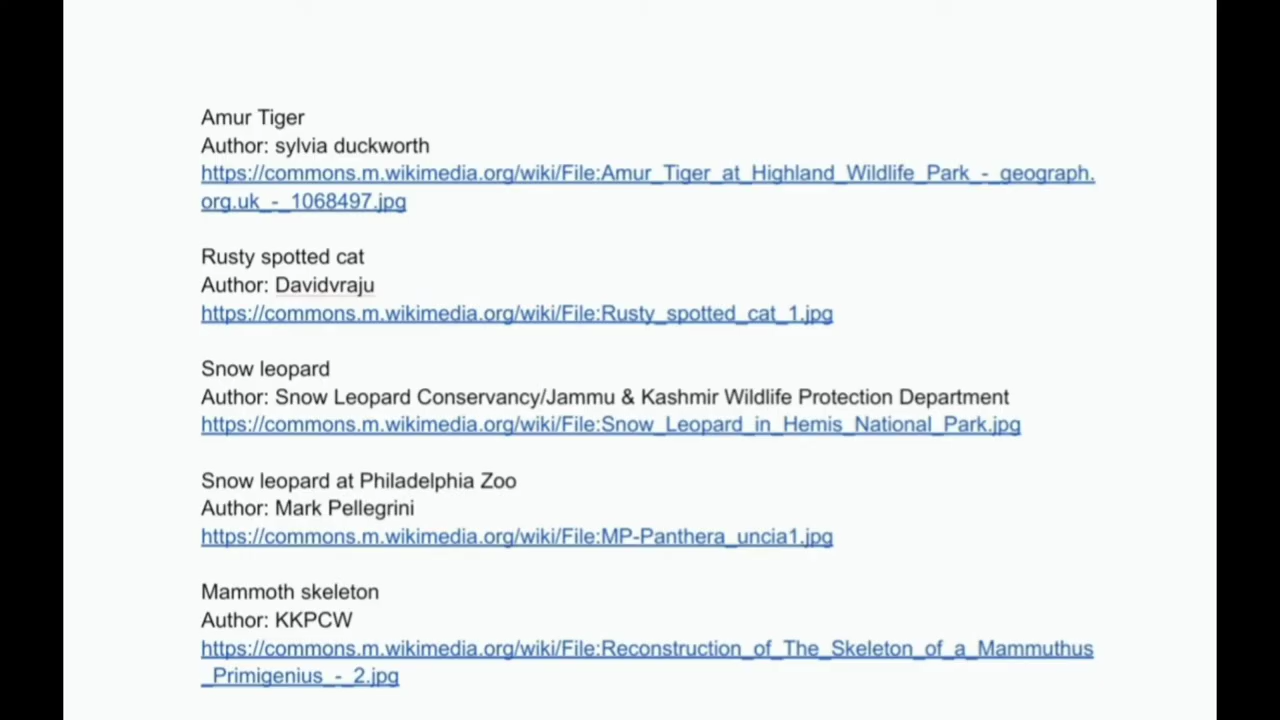 Amur Tiger
Author: sylvia duckworth
https://commons.m.wikimedia.org/wiki/File:Amur_Tiger_at_Highland_Wildlife_Park_-_geograph.
org.uk_-_1068497.jpg
Rusty spotted cat
Author: Davidvraju
https://commons.m.wikimedia.org/wiki/File:Rusty_spotted_cat_1.jpg
Snow leopard
Author: Snow Leopard Conservancy/Jammu & Kashmir Wildlife Protection Department
https://commons.m.wikimedia.org/wiki/File:Snow_Leopard_in_Hemis_National_Park.jpg
Snow leopard at Philadelphia Zoo
Author: Mark Pellegrini
https://commons.m.wikimedia.org/wiki/File:MP-Panthera_uncia1.jpg
Mammoth skeleton
Author: KKPCW
https://commons.m.wikimedia.org/wiki/File:Reconstruction_of_The_Skeleton_of_a_Mammuthus
_Primigenius_-_2.jpg